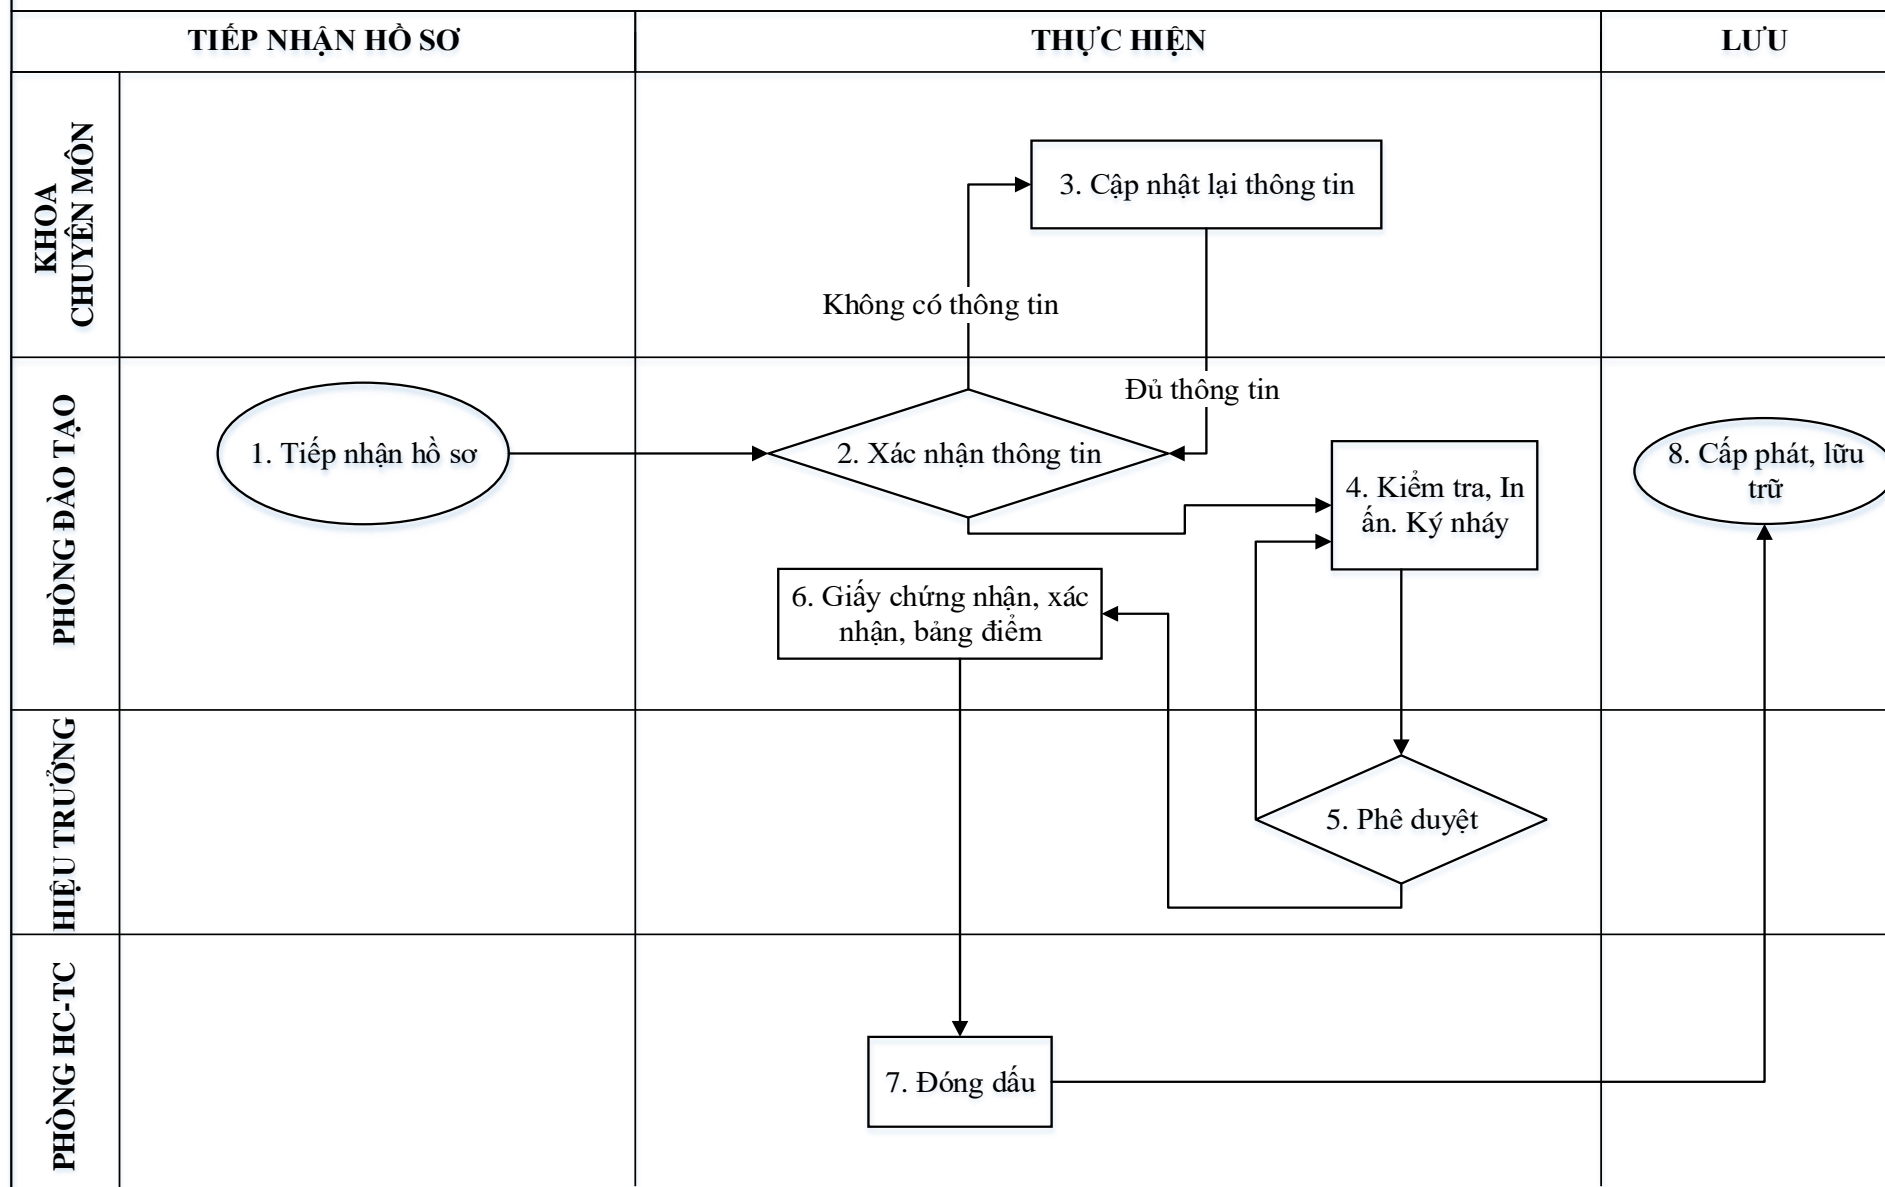 TIẾP NHẬN HỒ SƠ
THỰC HIỆN
LƯU
KHOA
CHUYÊN MÔN
3. Cập nhật lại thông tin
Không có thông tin
Đủ thông tin
PHÒNG ĐÀO TẠO
1. Tiếp nhận hồ sơ
2. Xác nhận thông tin
4. Kiểm tra, In
ấn. Ký nháy
8. Cấp phát, lữu
trữ
6. Giấy chứng nhận, xác
nhận, bảng điểm
HIỆU TRƯỞNG
5. Phê duyệt
PHÒNG HC-TC
7. Đóng dấu